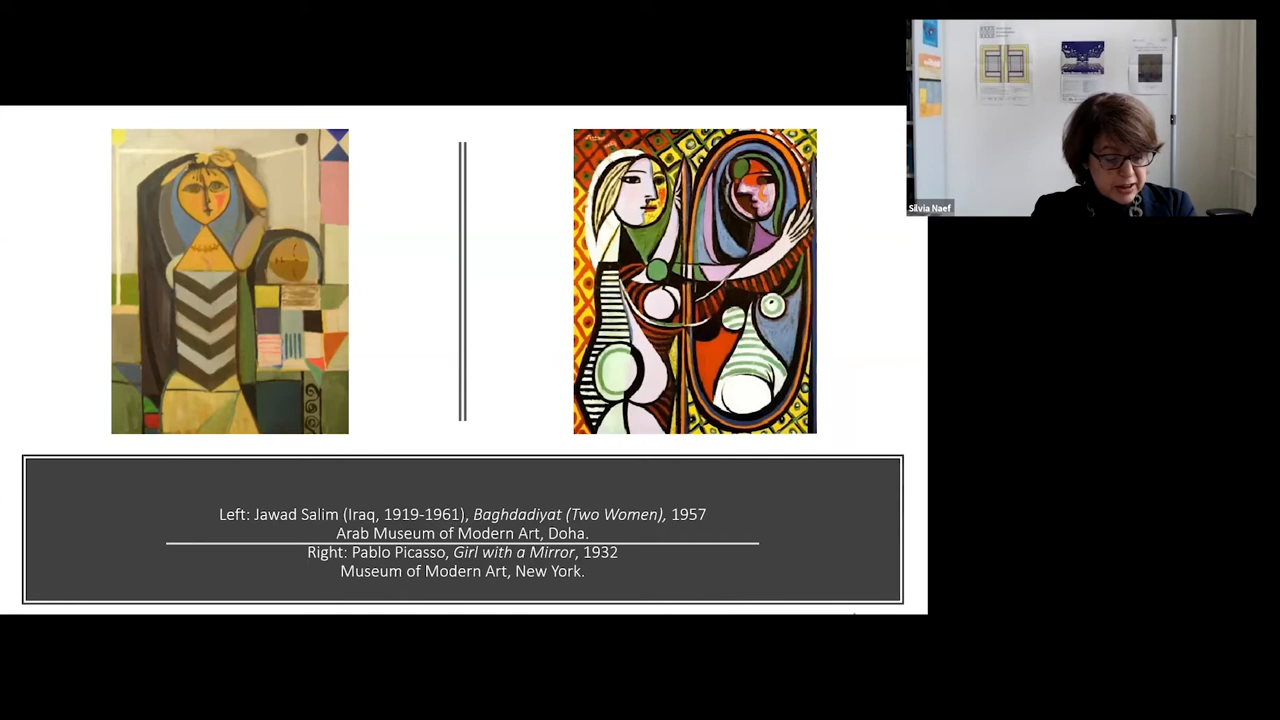 Silvia Naef
Left: Jawad Salim (Iraq, 1919-1961), Baghdadiyat (Two Women), 1957
Arab Museum of Modern Art, Doha.
Right: Pablo Picasso, Girl with a Mirror, 1932
Museum of Modern Art, New York.